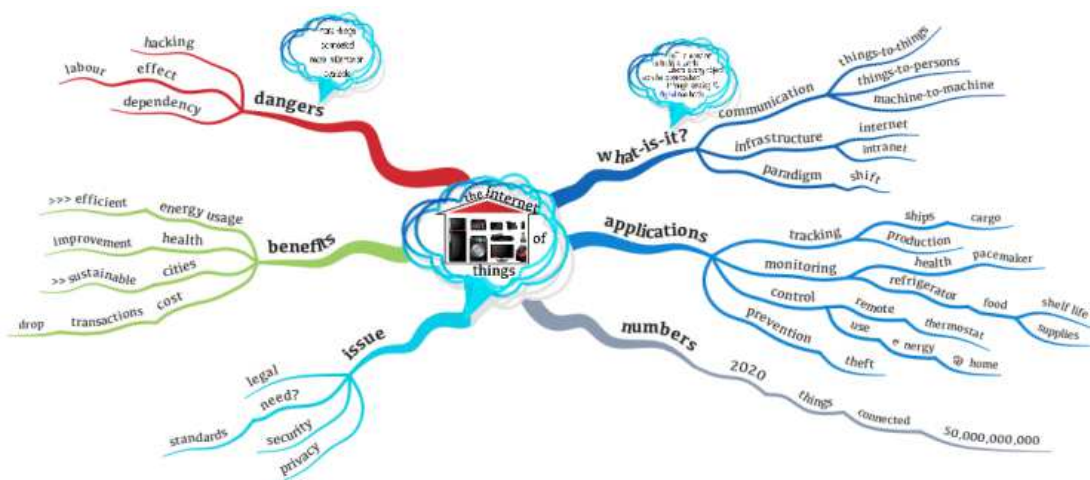 the Internet
of
things
dangers
hacking
effect
labour
dependency
what-is-it?
communication
things-to-things
things-to-persons
machine-to-machine
infrastructure
internet
intranet
paradigm
shift
benefits
energy usage
>>> efficient
health
improvement
cities
>> sustainable
cost
transactions
drop
applications
tracking
ships
cargo
production
monitoring
health
pacemaker
refrigerator
food
shelf life
supplies
control
remote
thermostat
use
energy
@ home
prevention
theft
issue
legal
need?
standards
security
privacy
numbers
2020
things
connected
50,000,000,000